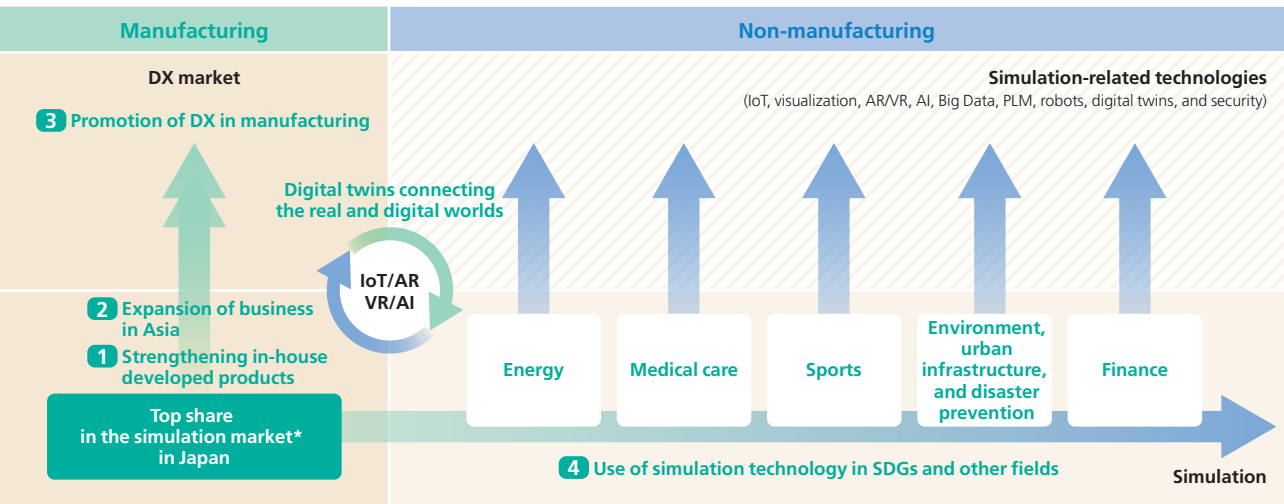 Manufacturing
Non-manufacturing
DX market
3 Promotion of DX in manufacturing
Simulation-related technologies
(IoT, visualization, AR/VR, AI, Big Data, PLM, robots, digital twins, and security)
Digital twins connecting
the real and digital worlds
IoT/AR
VR/AI
2 Expansion of business
in Asia
1 Strengthening in-house
developed products
Top share
in the simulation market*
in Japan
Energy
Medical care
Sports
Environment,
urban
infrastructure,
and disaster
prevention
Finance
4 Use of simulation technology in SDGs and other fields
Simulation